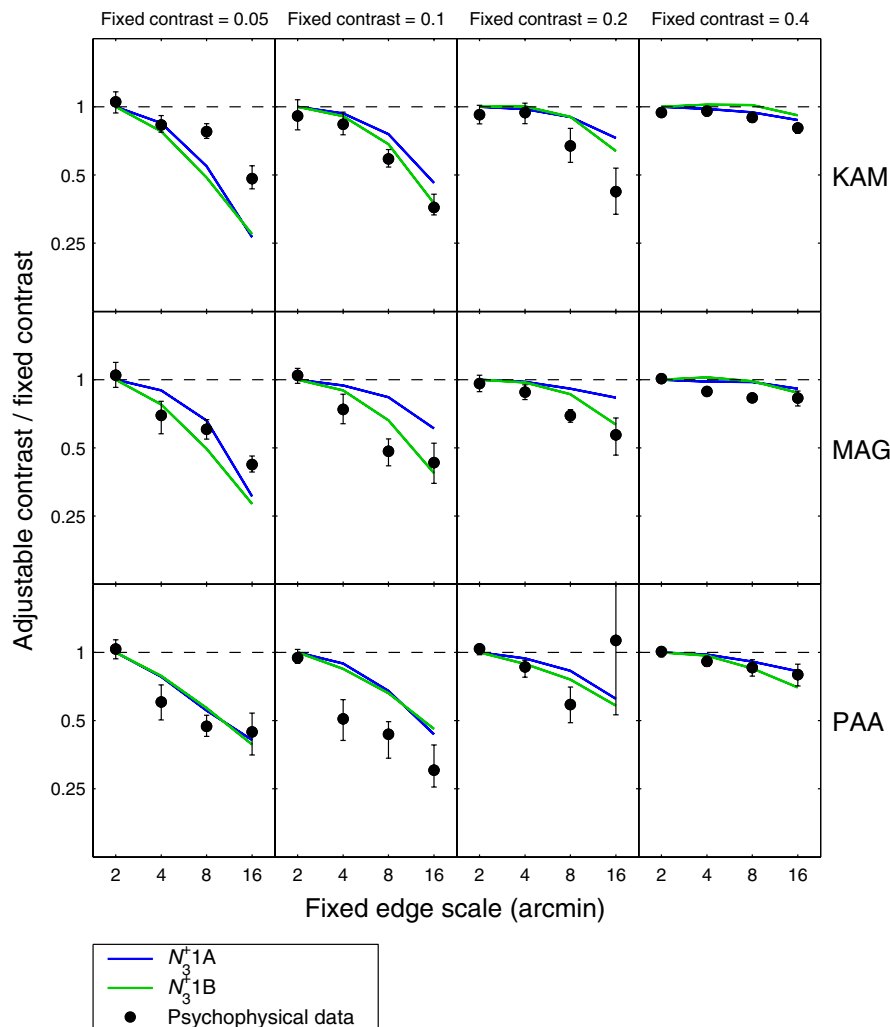 Fixed contrast = 0.05 Fixed contrast = 0.1 Fixed contrast = 0.2 Fixed contrast = 0.4
1
0.5
0.25
KAM
1
0.5
0.25
MAG
1
0.5
0.25
PAA
Adjustable contrast / fixed contrast
2 4 8 16 2 4 8 16 2 4 8 16 2 4 8 16
Fixed edge scale (arcmin)
N₃⁺1A
N₃⁺1B
Psychophysical data